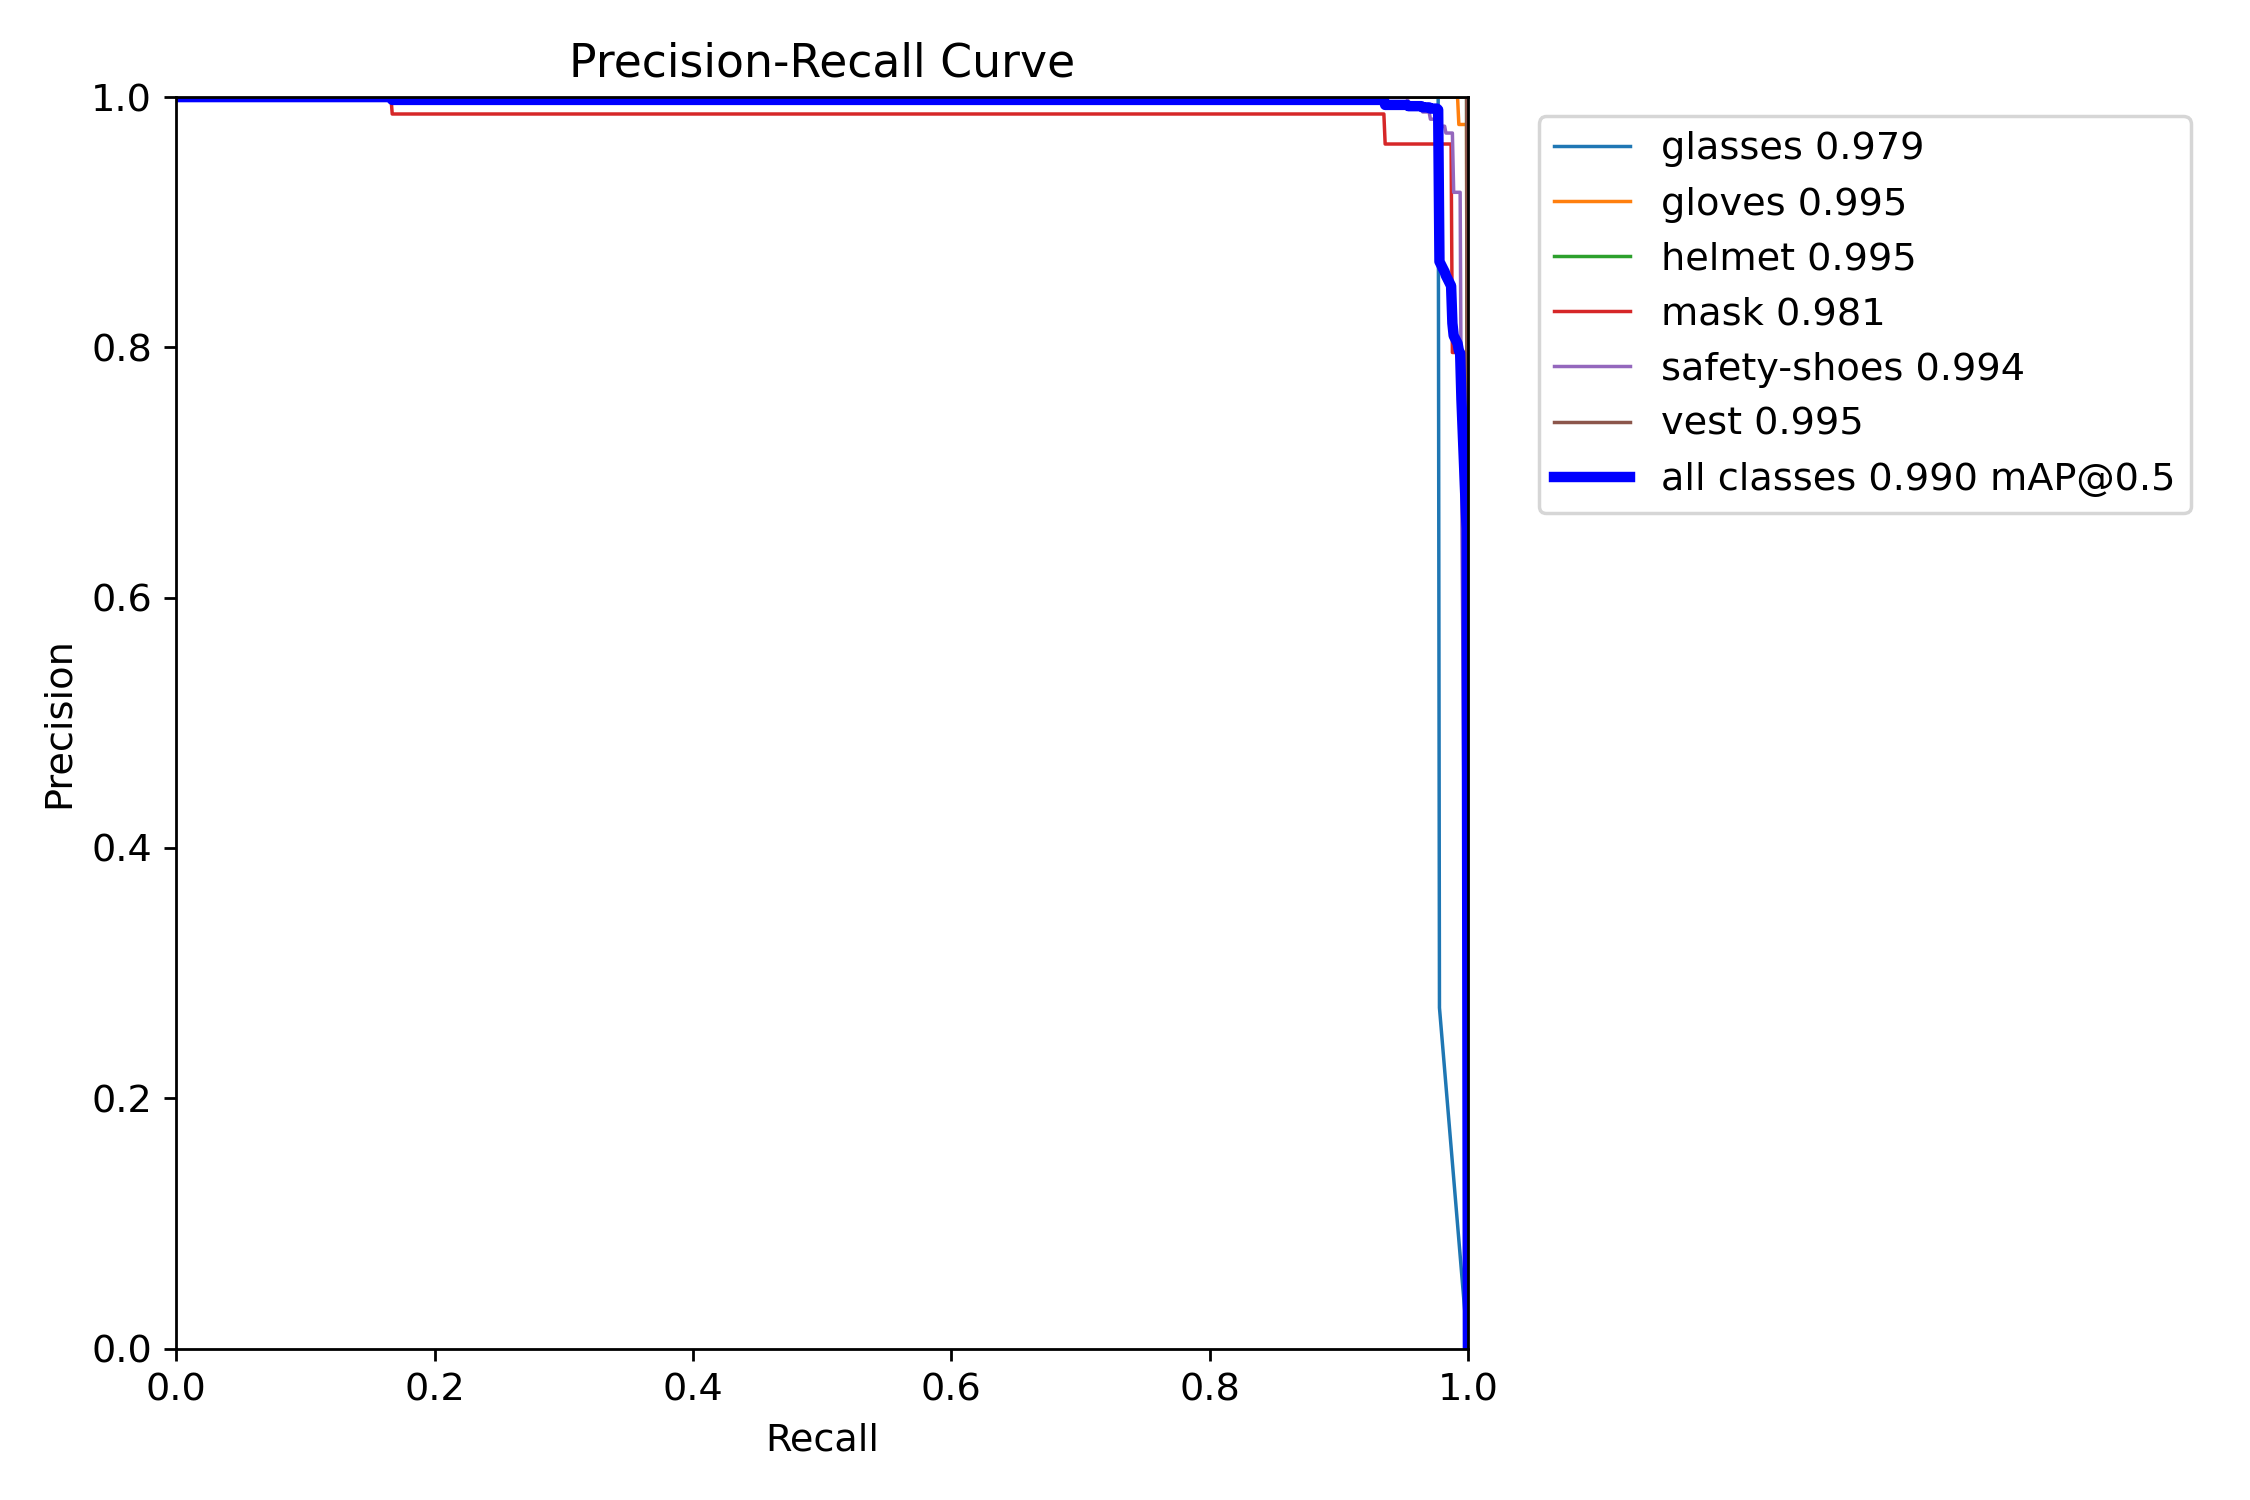 Precision-Recall Curve
1.0
0.8
0.6
0.4
0.2
0.0
Precision
0.0 0.2 0.4 0.6 0.8 1.0
Recall
glasses 0.979
gloves 0.995
helmet 0.995
mask 0.981
safety-shoes 0.994
vest 0.995
all classes 0.990 mAP@0.5